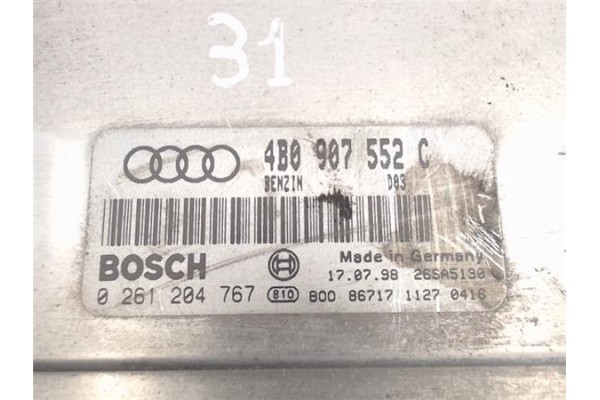 31
4B0 907 552 C
BENZIN D03
BOSCH Made in Germany
17.07.98 26SA5190
0 261 204 767 810 800 86717 1127 0416